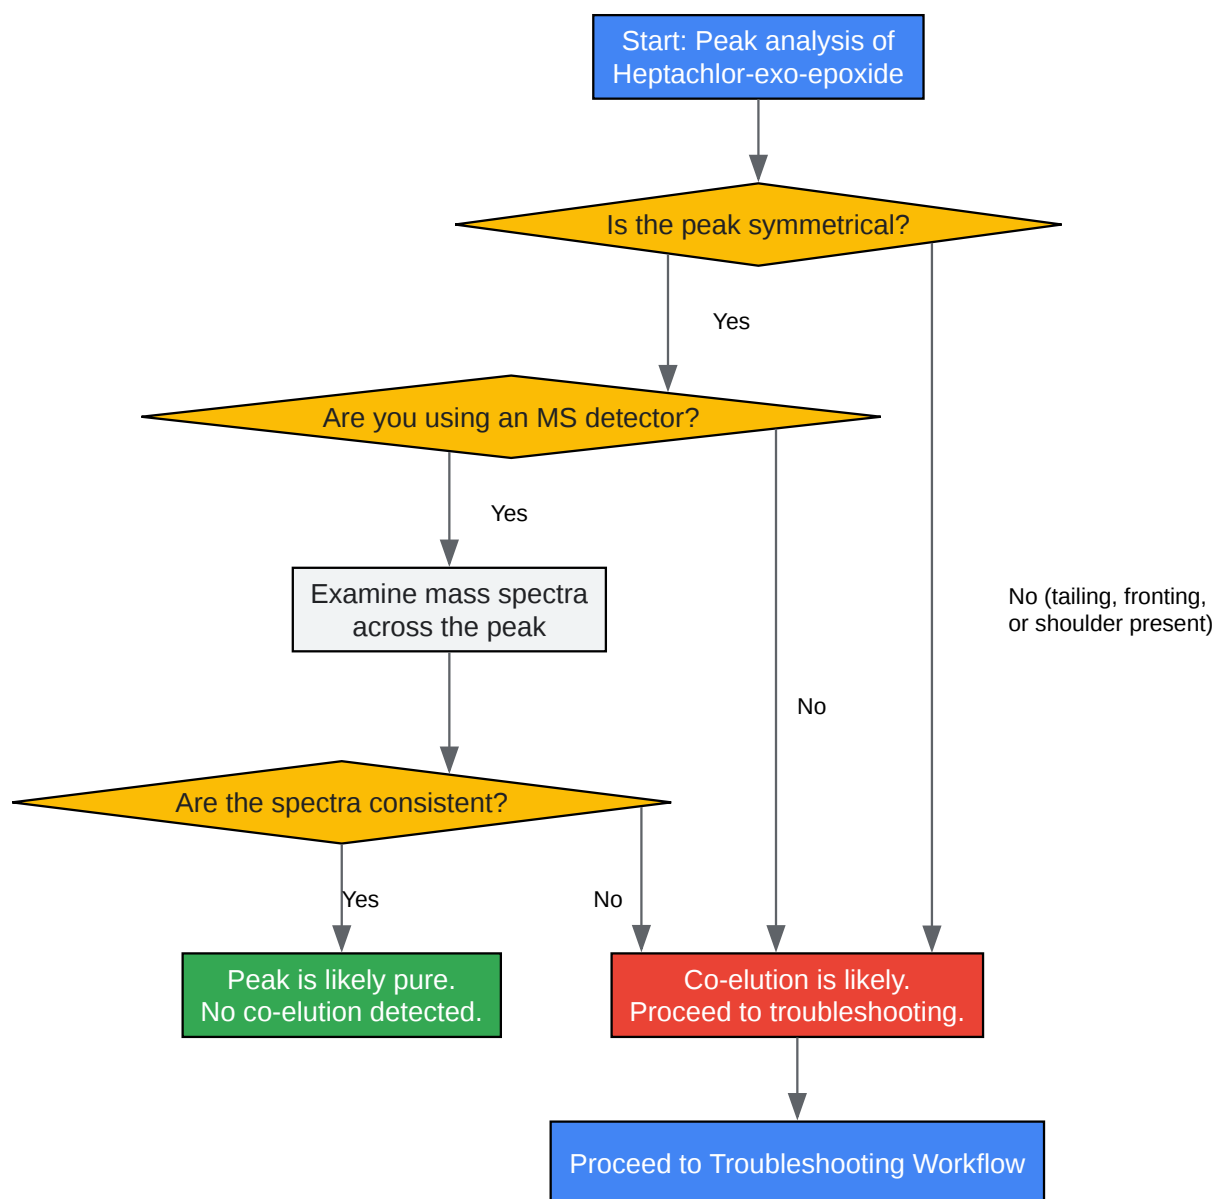 Start: Peak analysis of
Heptachlor-exo-epoxide
Is the peak symmetrical?
Yes
Are you using an MS detector?
Yes
Examine mass spectra
across the peak
No (tailing, fronting,
or shoulder present)
No
Are the spectra consistent?
Yes
No
Peak is likely pure.
No co-elution detected.
Co-elution is likely.
Proceed to troubleshooting.
Proceed to Troubleshooting Workflow